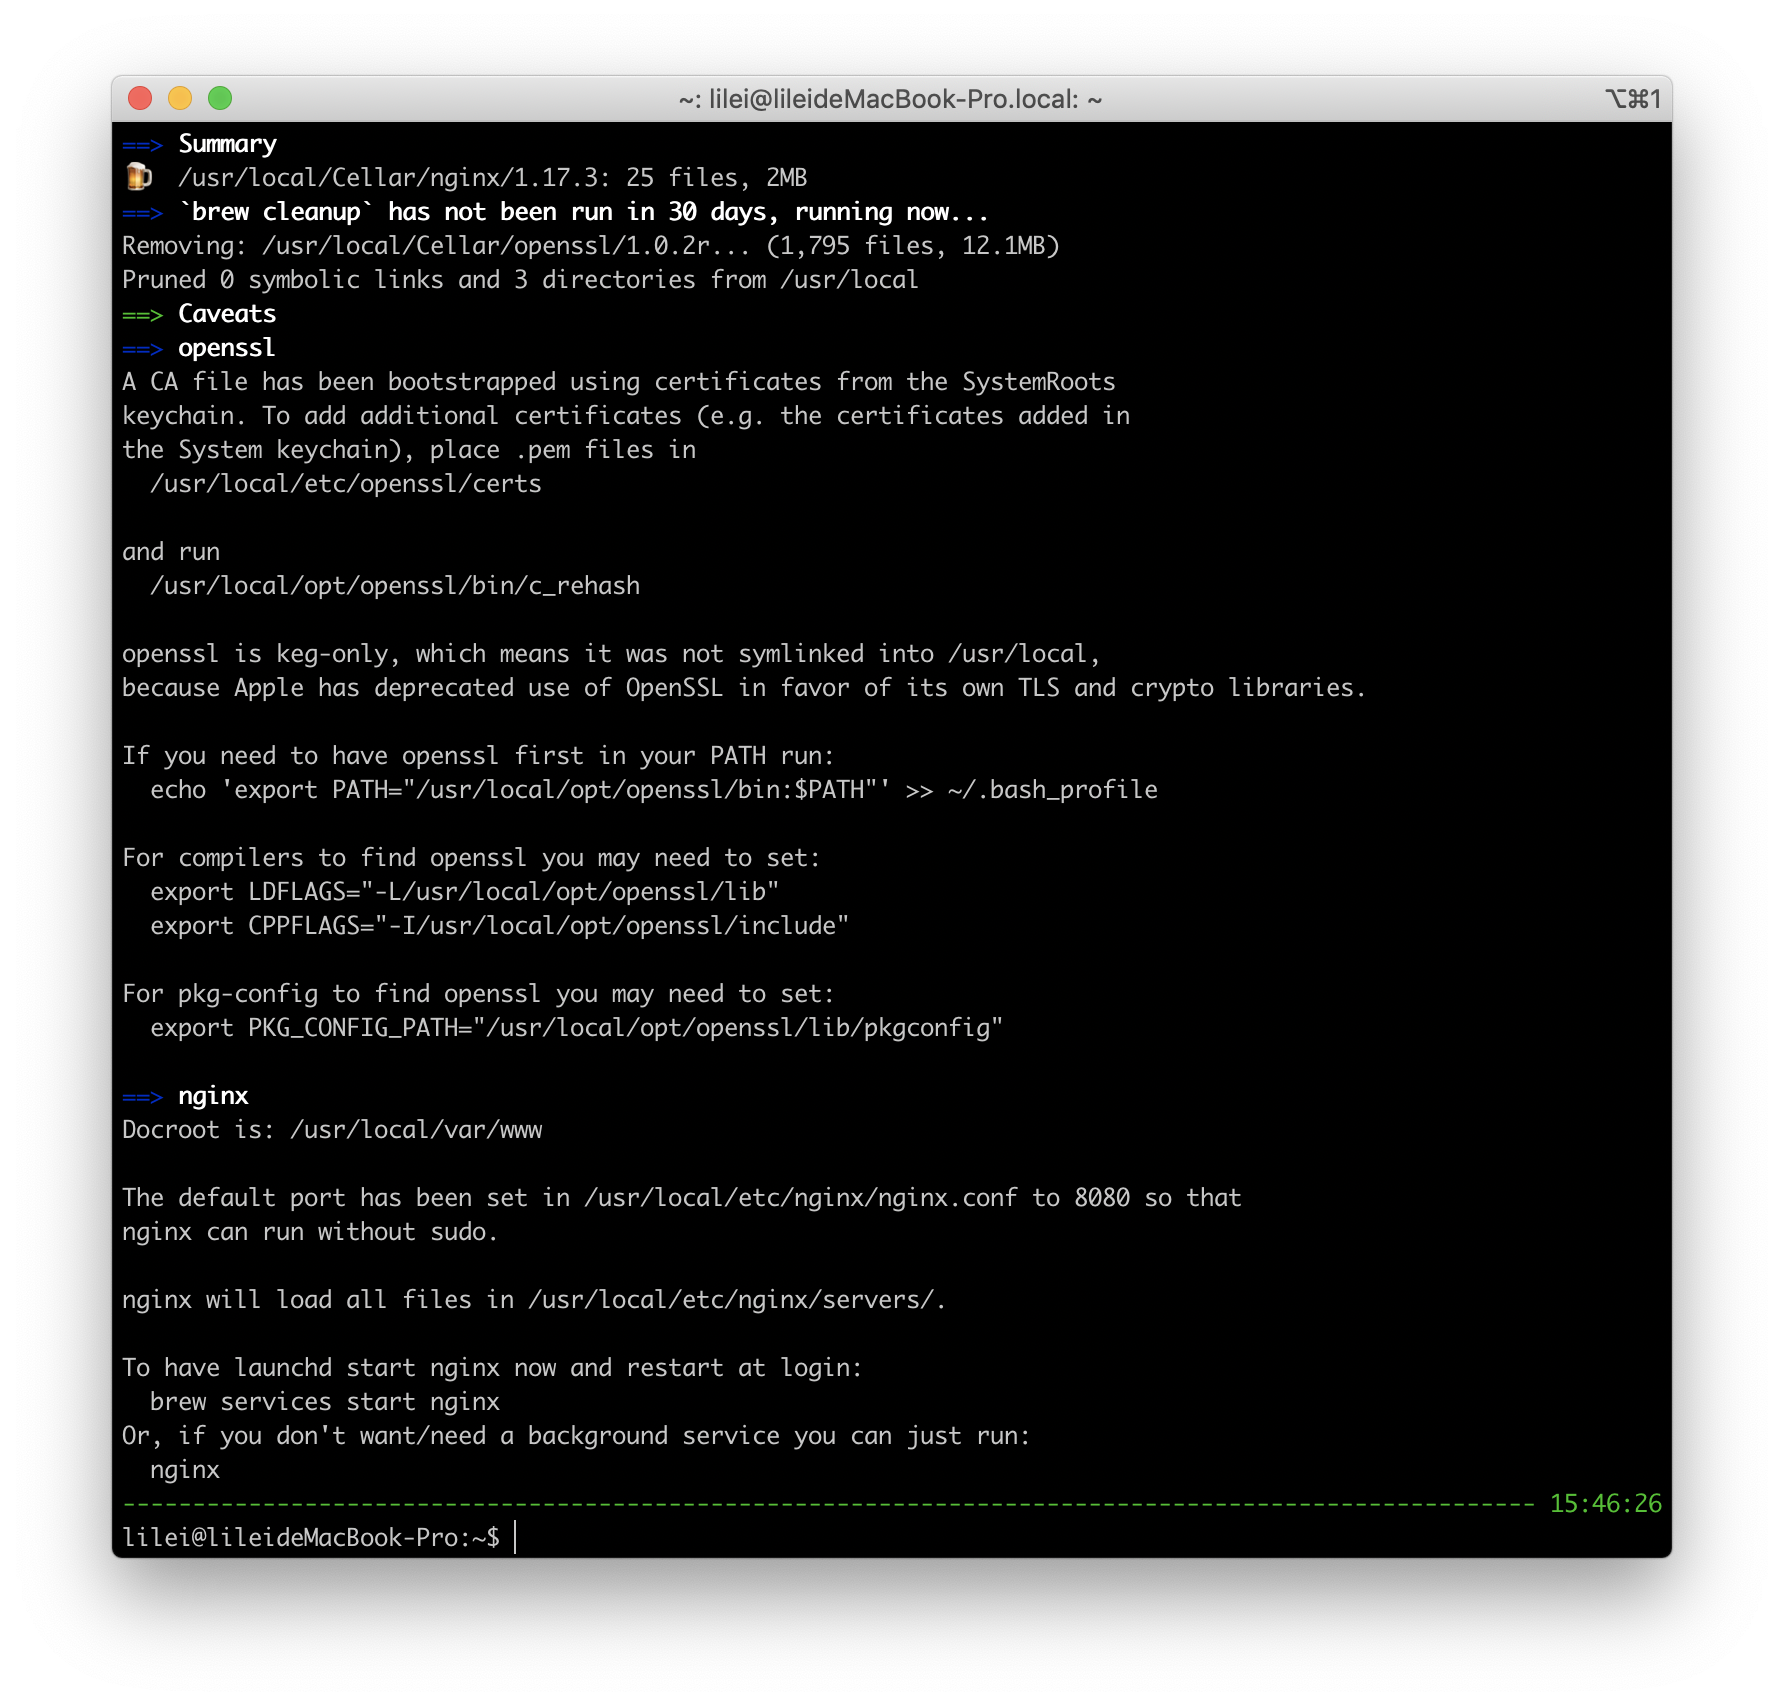 ~: lilei@lileideMacBook-Pro.local: ~
⌥⌘1
==> Summary
🍺  /usr/local/Cellar/nginx/1.17.3: 25 files, 2MB
==> `brew cleanup` has not been run in 30 days, running now...
Removing: /usr/local/Cellar/openssl/1.0.2r... (1,795 files, 12.1MB)
Pruned 0 symbolic links and 3 directories from /usr/local
==> Caveats
==> openssl
A CA file has been bootstrapped using certificates from the SystemRoots
keychain. To add additional certificates (e.g. the certificates added in
the System keychain), place .pem files in
  /usr/local/etc/openssl/certs

and run
  /usr/local/opt/openssl/bin/c_rehash

openssl is keg-only, which means it was not symlinked into /usr/local,
because Apple has deprecated use of OpenSSL in favor of its own TLS and crypto libraries.

If you need to have openssl first in your PATH run:
  echo 'export PATH="/usr/local/opt/openssl/bin:$PATH"' >> ~/.bash_profile

For compilers to find openssl you may need to set:
  export LDFLAGS="-L/usr/local/opt/openssl/lib"
  export CPPFLAGS="-I/usr/local/opt/openssl/include"

For pkg-config to find openssl you may need to set:
  export PKG_CONFIG_PATH="/usr/local/opt/openssl/lib/pkgconfig"

==> nginx
Docroot is: /usr/local/var/www

The default port has been set in /usr/local/etc/nginx/nginx.conf to 8080 so that
nginx can run without sudo.

nginx will load all files in /usr/local/etc/nginx/servers/.

To have launchd start nginx now and restart at login:
  brew services start nginx
Or, if you don't want/need a background service you can just run:
  nginx
----------------------------------------------------------------------------------------------------- 15:46:26
lilei@lileideMacBook-Pro:~$